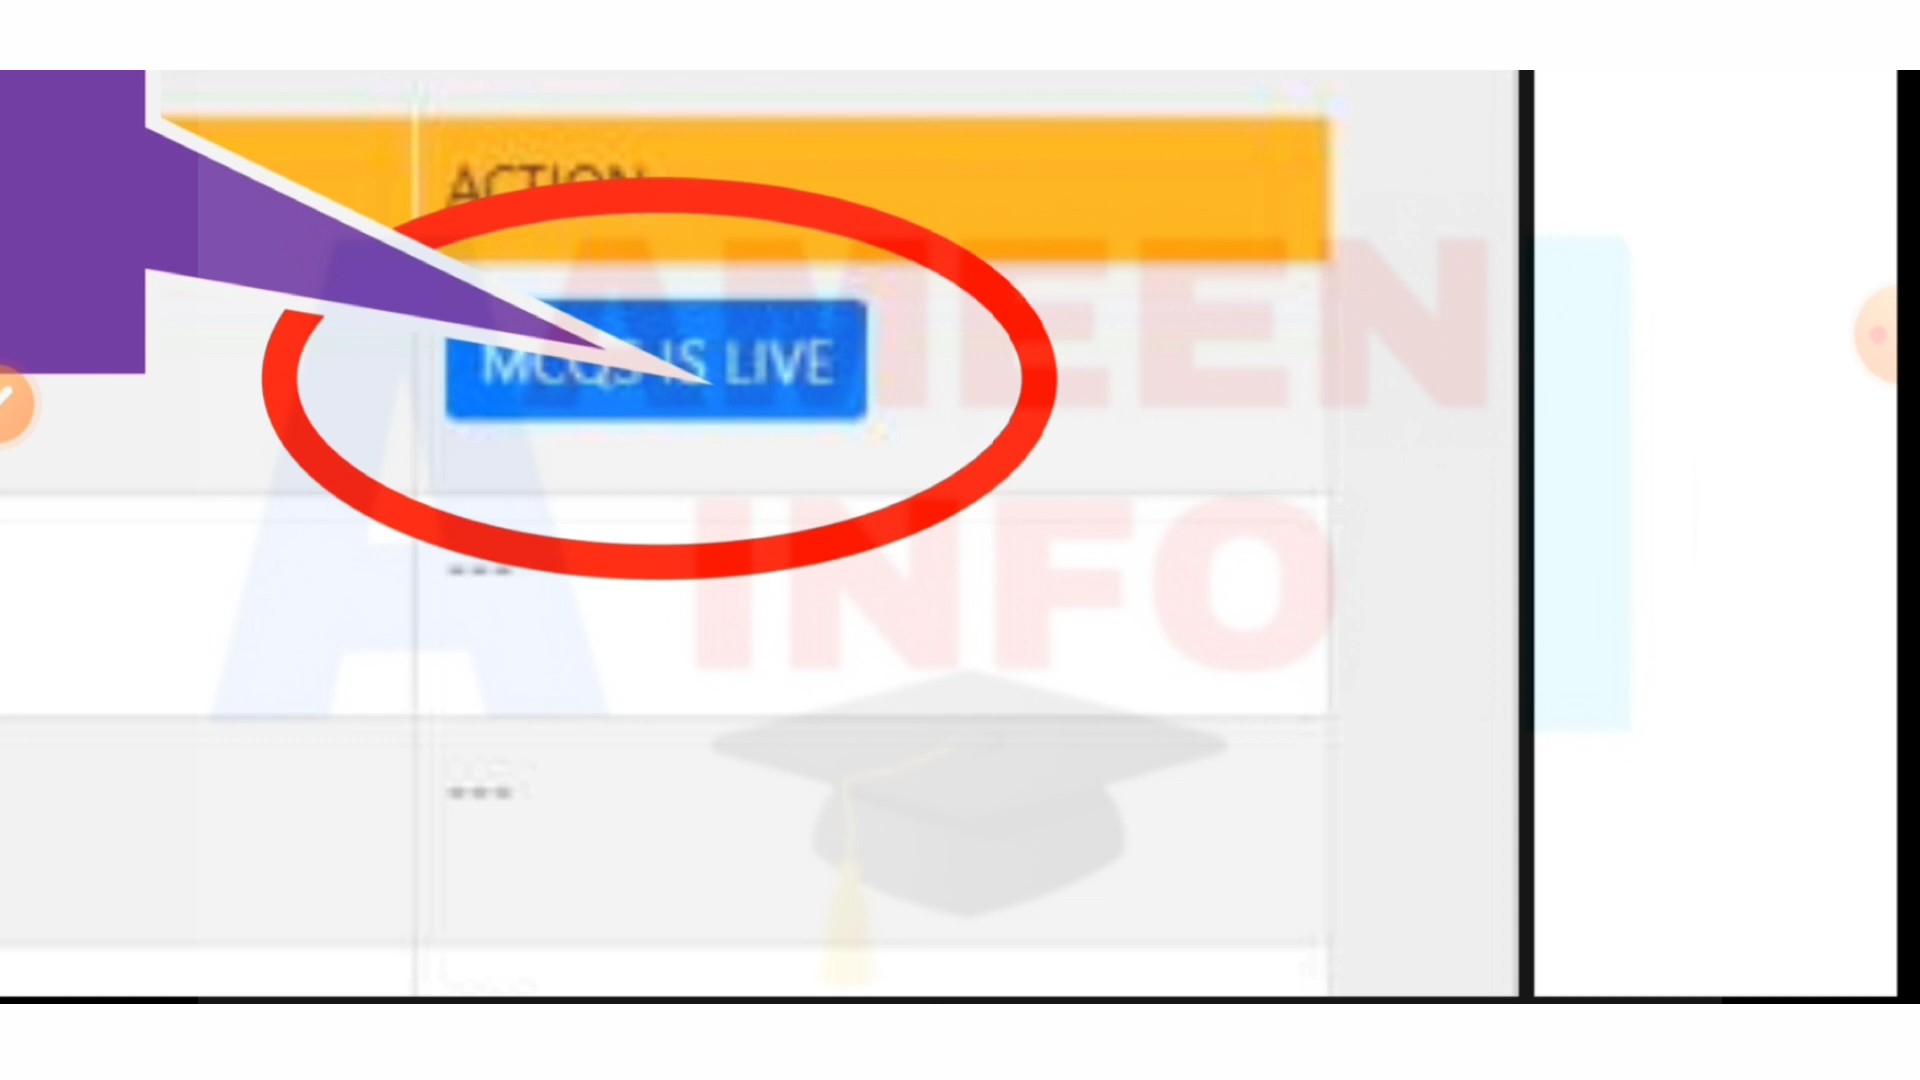 ACTION
MCQS IS LIVE
AMEEN
INFO
---
---